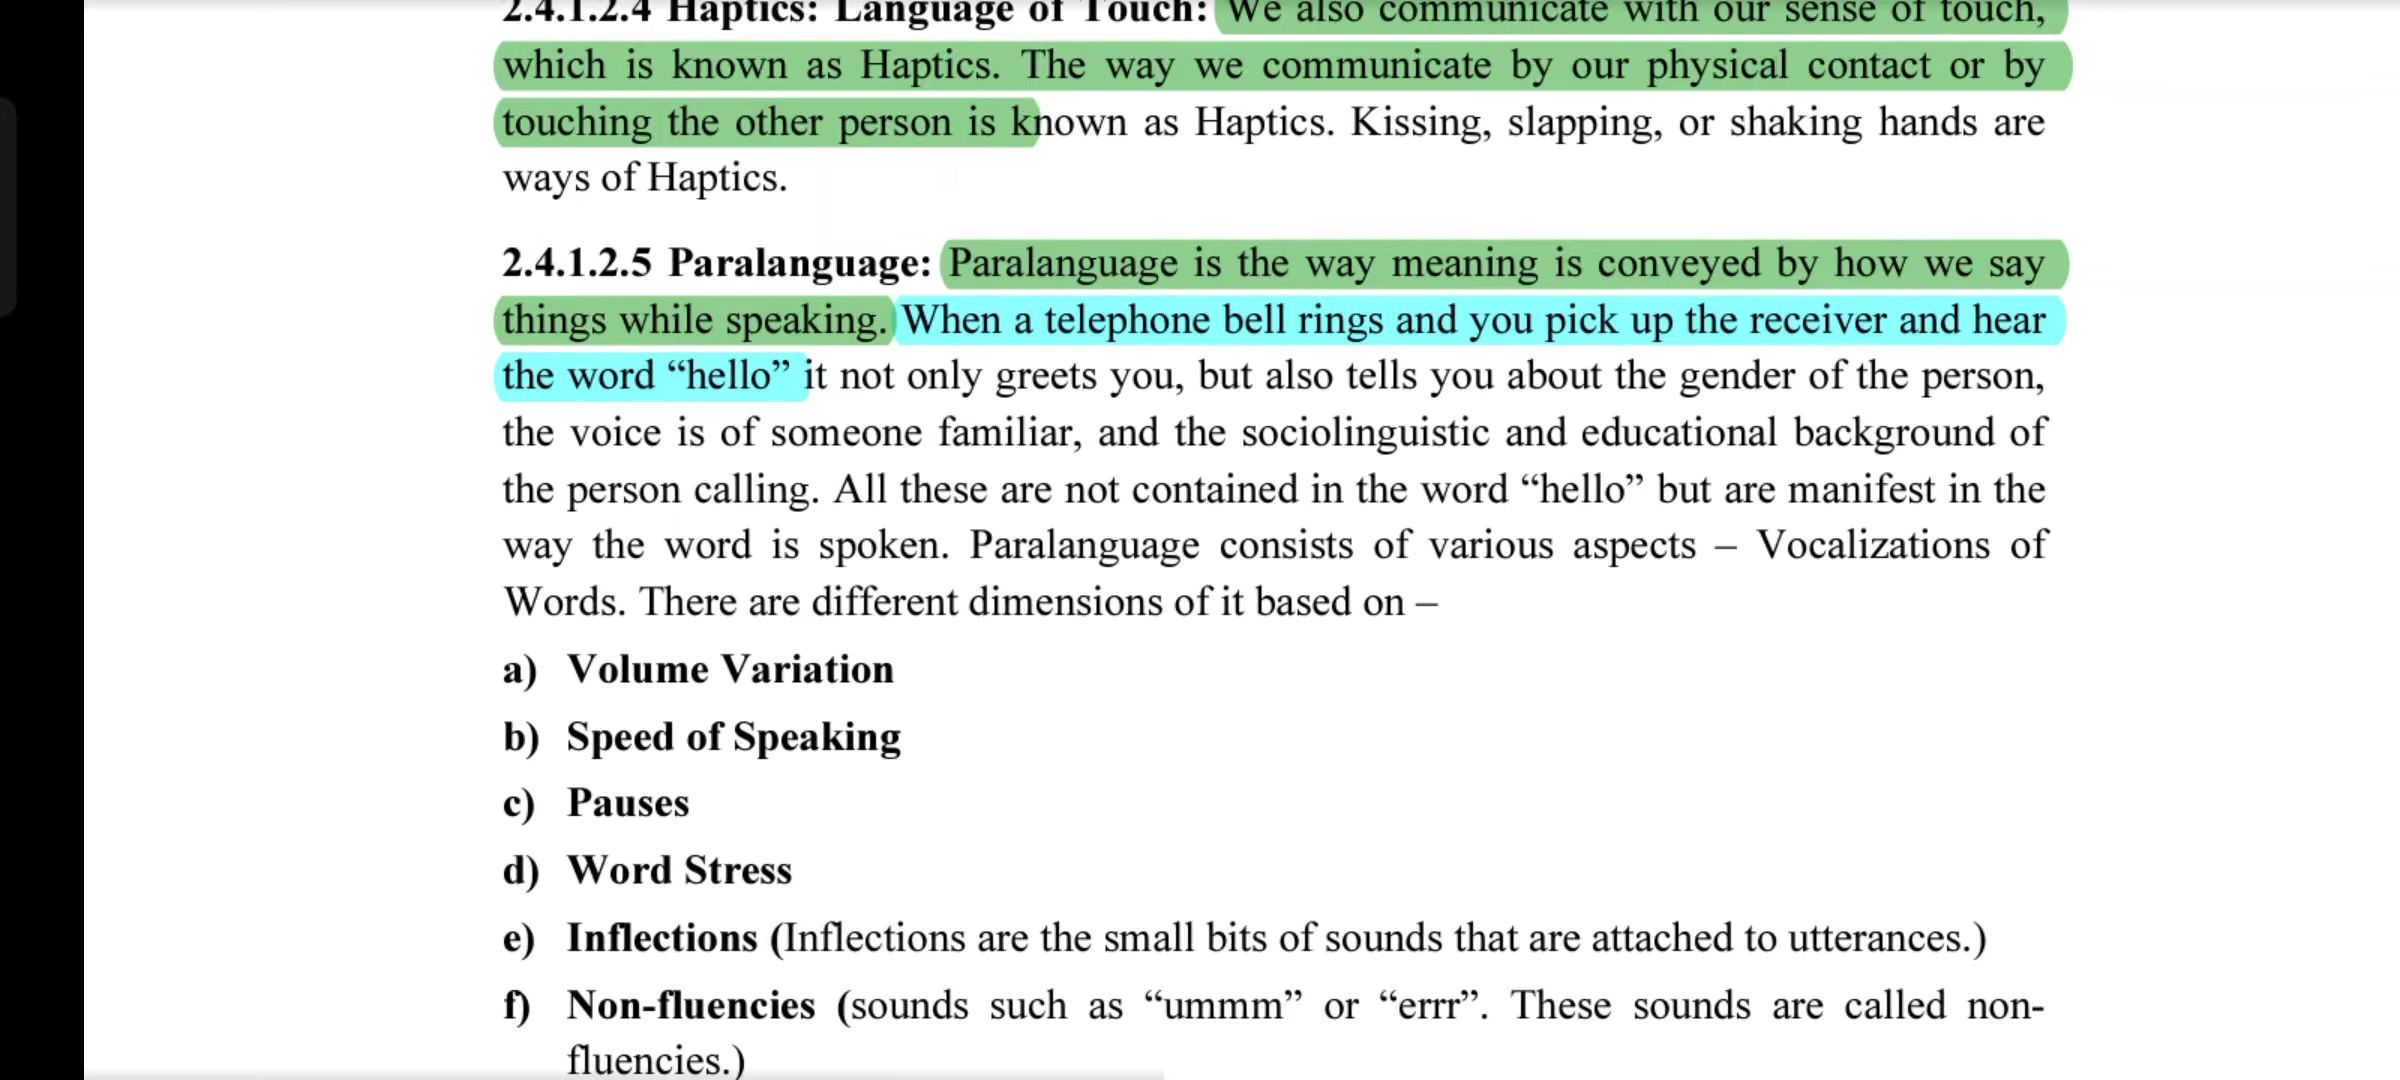 2.4.1.2.4 Haptics: Language of Touch: We also communicate with our sense of touch,
which is known as Haptics. The way we communicate by our physical contact or by
touching the other person is known as Haptics. Kissing, slapping, or shaking hands are
ways of Haptics.
2.4.1.2.5 Paralanguage: Paralanguage is the way meaning is conveyed by how we say
things while speaking. When a telephone bell rings and you pick up the receiver and hear
the word “hello” it not only greets you, but also tells you about the gender of the person,
the voice is of someone familiar, and the sociolinguistic and educational background of
the person calling. All these are not contained in the word “hello” but are manifest in the
way the word is spoken. Paralanguage consists of various aspects – Vocalizations of
Words. There are different dimensions of it based on –
a) Volume Variation
b) Speed of Speaking
c) Pauses
d) Word Stress
e) Inflections (Inflections are the small bits of sounds that are attached to utterances.)
f) Non-fluencies (sounds such as “ummm” or “errr”. These sounds are called non-
fluencies.)